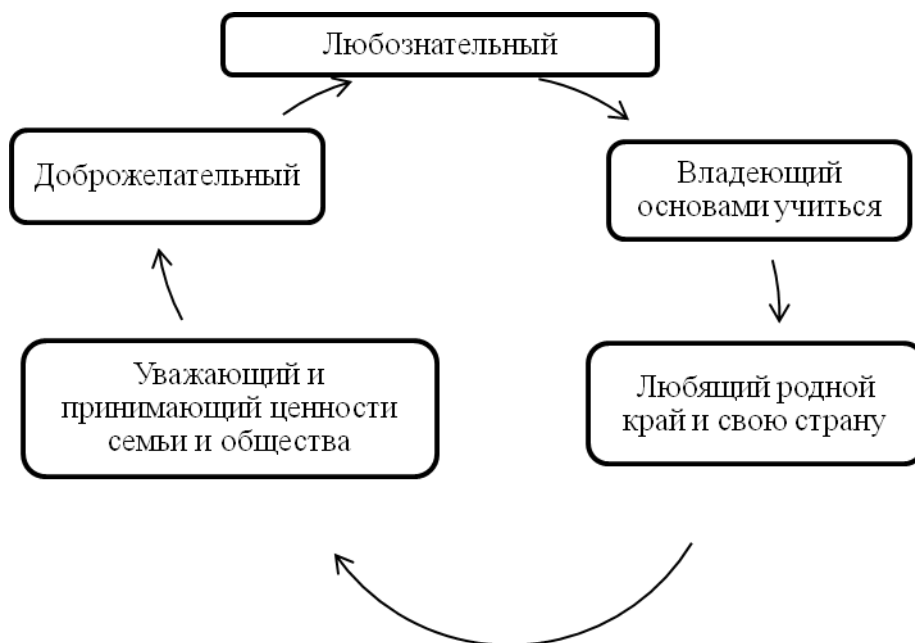 Любознательный
Владеющий
основами учиться
Любящий родной
край и свою страну
Уважающий и
принимающий ценности
семьи и общества
Доброжелательный